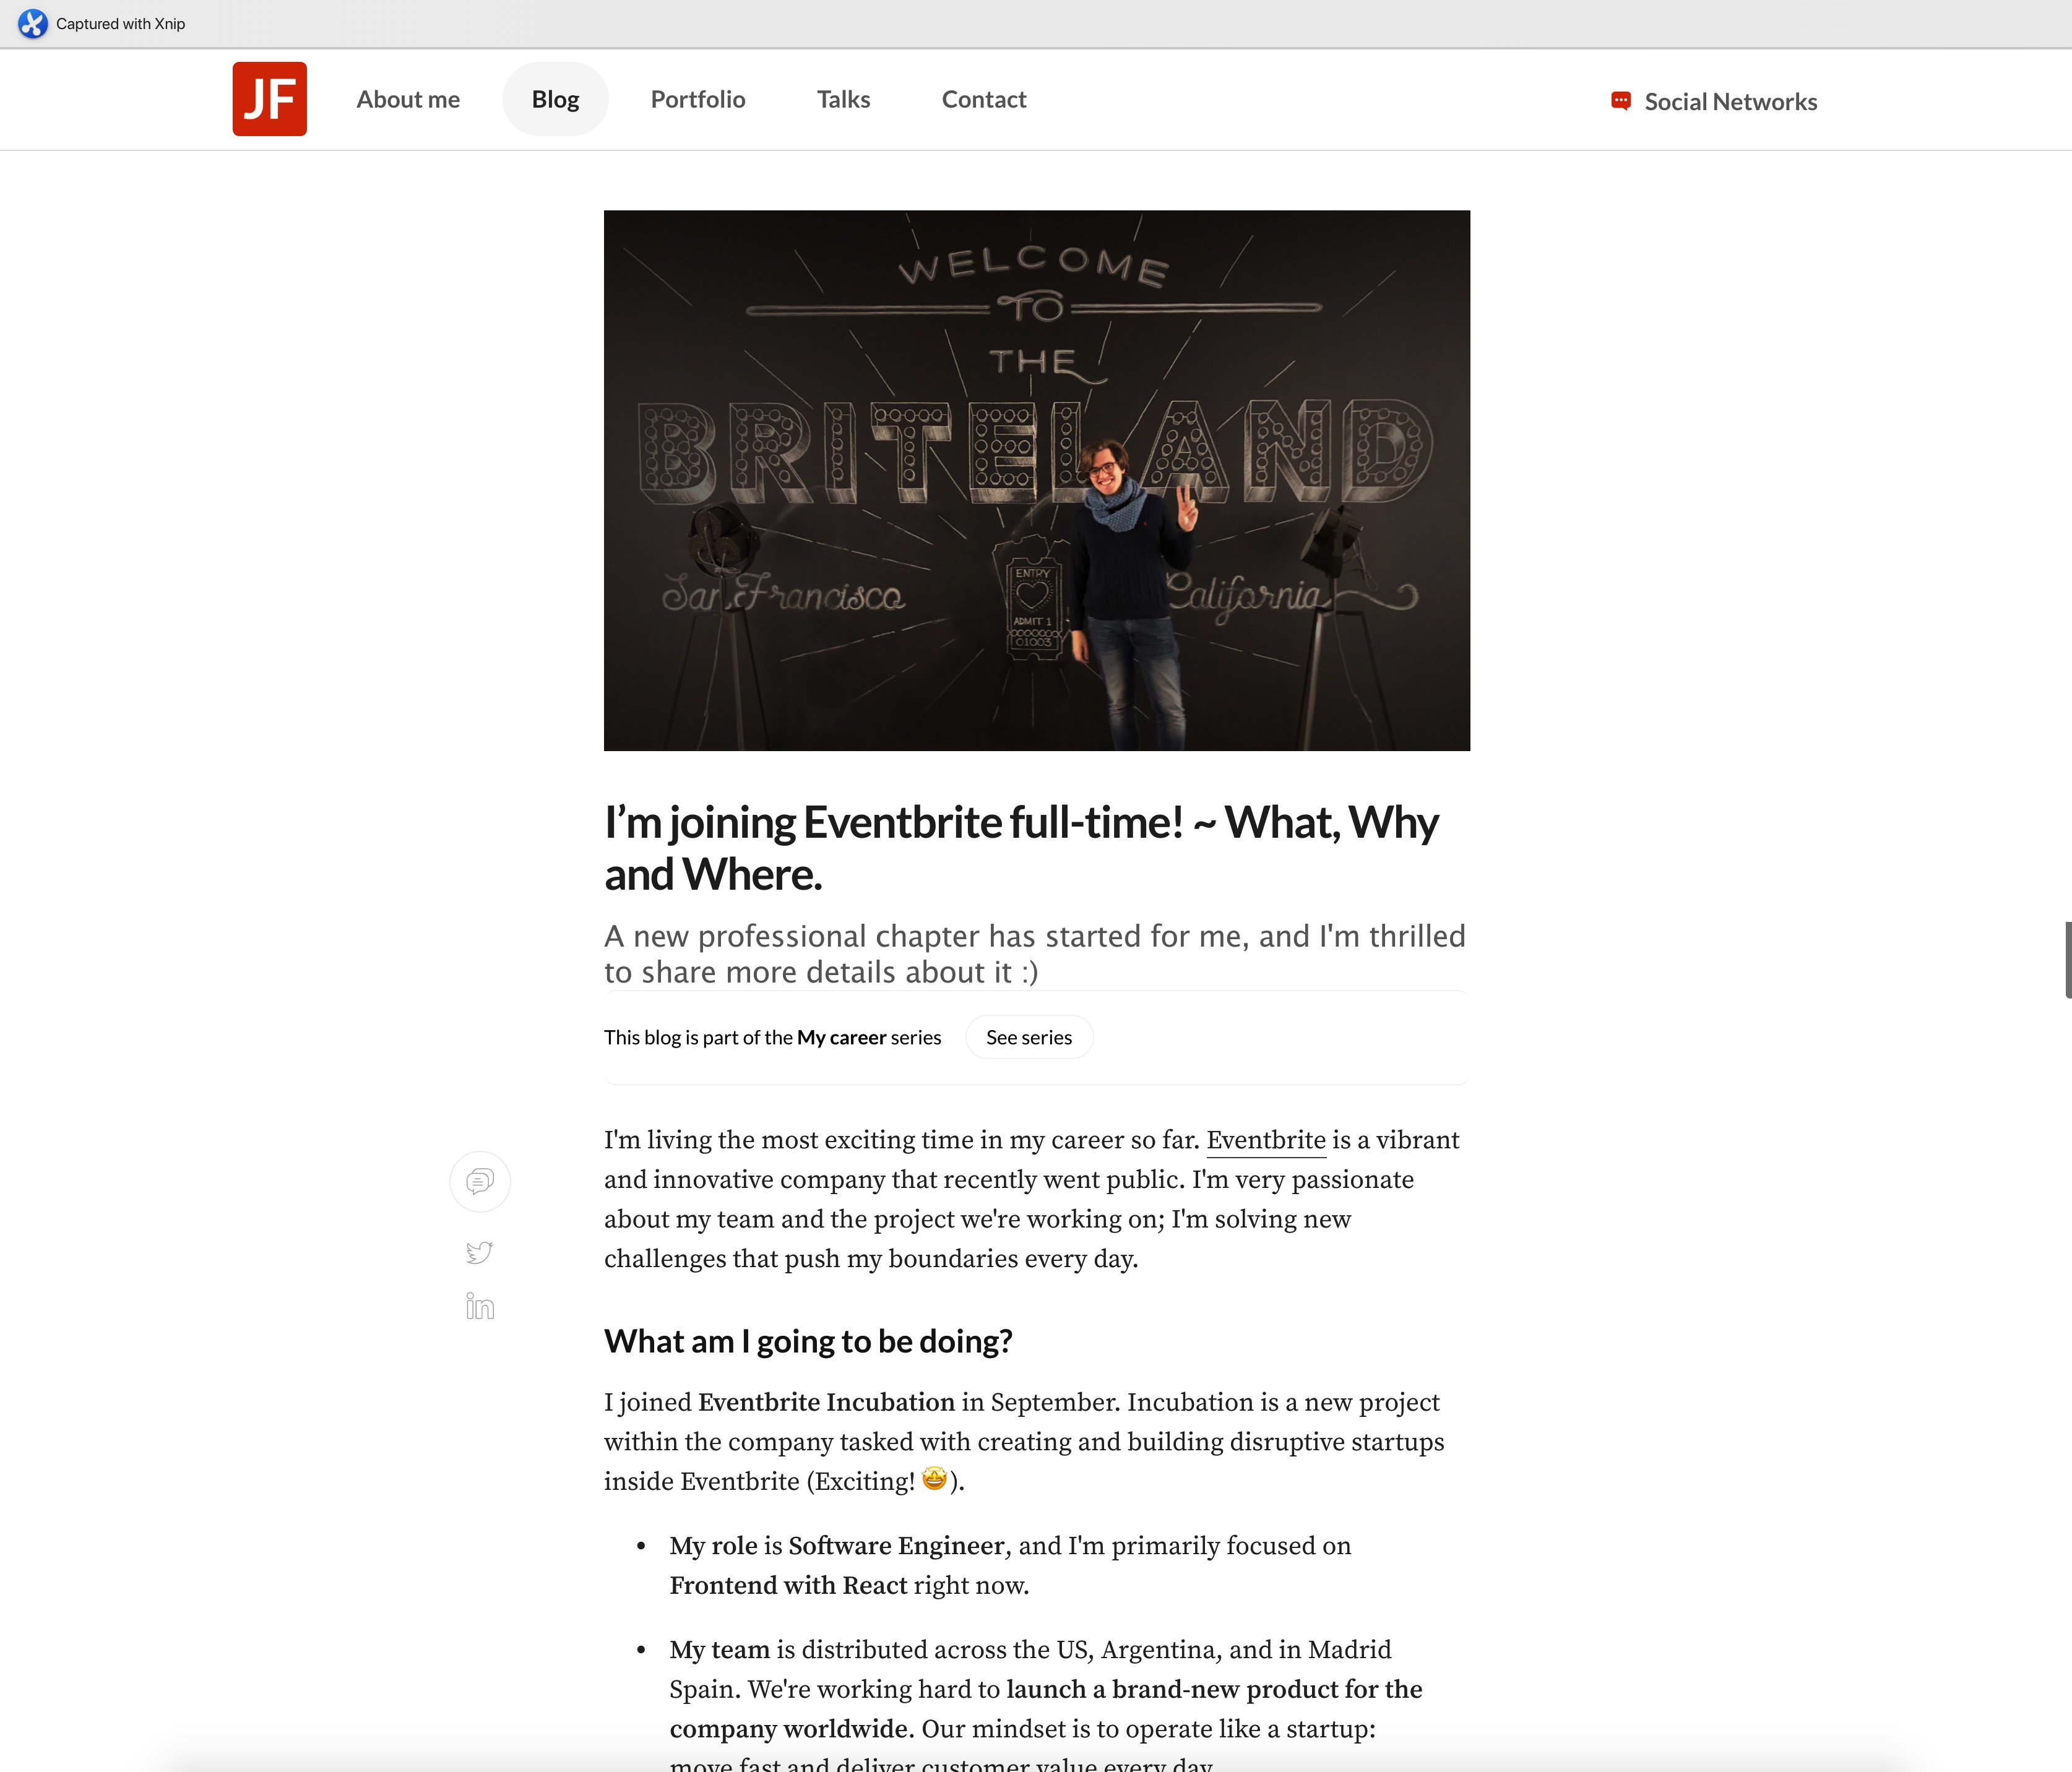 Captured with Xnip
JF
About me
Blog
Portfolio
Talks
Contact
Social Networks
WELCOME
TO
THE
BRITELAND
San Francisco
California
ENTRY
ADMIT 1
01003
I’m joining Eventbrite full-time! ~ What, Why
and Where.
A new professional chapter has started for me, and I'm thrilled
to share more details about it :)
This blog is part of the My career series
See series
I'm living the most exciting time in my career so far. Eventbrite is a vibrant
and innovative company that recently went public. I'm very passionate
about my team and the project we're working on; I'm solving new
challenges that push my boundaries every day.
in
What am I going to be doing?
I joined Eventbrite Incubation in September. Incubation is a new project
within the company tasked with creating and building disruptive startups
inside Eventbrite (Exciting! 🤩).
• My role is Software Engineer, and I'm primarily focused on
Frontend with React right now.
• My team is distributed across the US, Argentina, and in Madrid
Spain. We're working hard to launch a brand-new product for the
company worldwide. Our mindset is to operate like a startup:
move fast and deliver customer value every day.